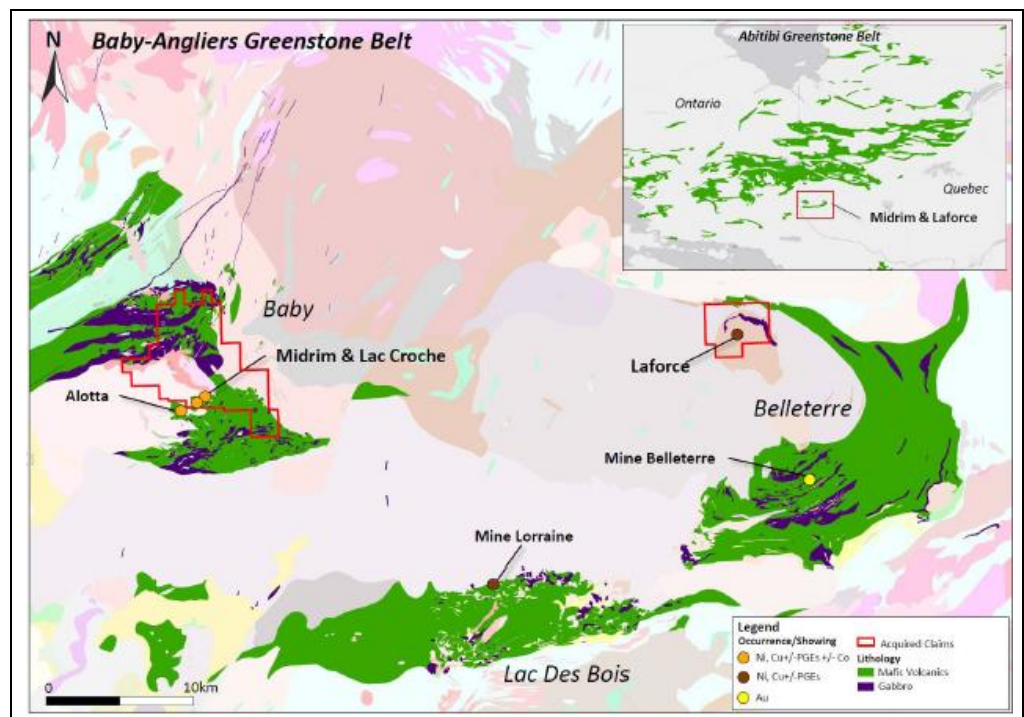 N
Baby-Angliers Greenstone Belt
Abitibi Greenstone Belt
Ontario
Quebec
Midrim & Laforce
Baby
Midrim & Lac Croche
Alotta
Laforce
Belleterre
Mine Belleterre
Mine Lorraine
Lac Des Bois
0 10km
Legend
Occurrence/Showing
Ni, Cu+/-PGEs +/- Co
Ni, Cu+/-PGEs
Au
Acquired Claims
Lithology
Mafic Volcanics
Gabbro